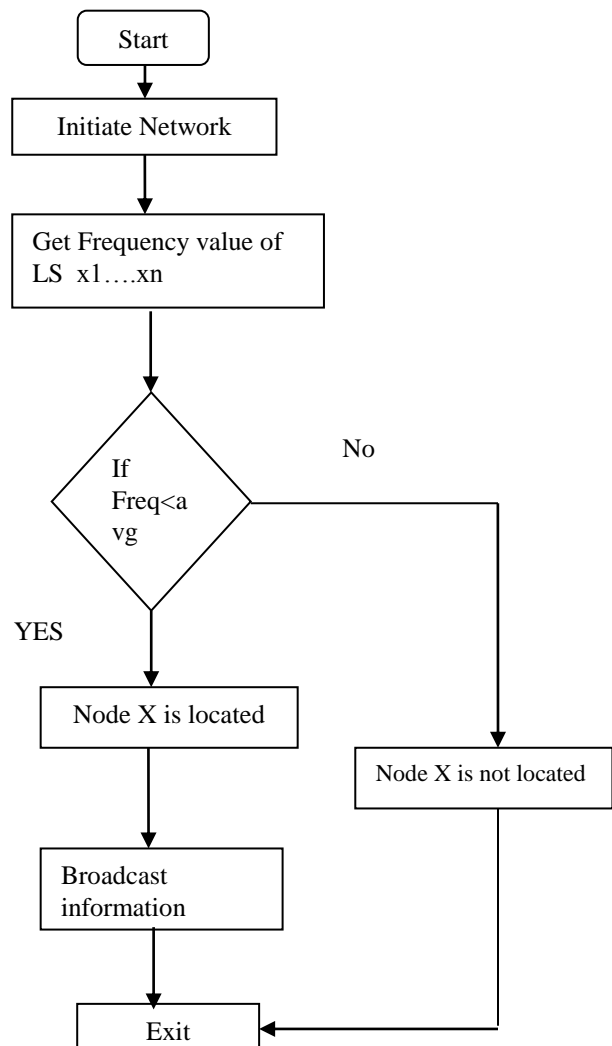 Start
Initiate Network
Get Frequency value of
LS x1....xn
No
If
Freq<a
vg
YES
Node X is located
Node X is not located
Broadcast
information
Exit